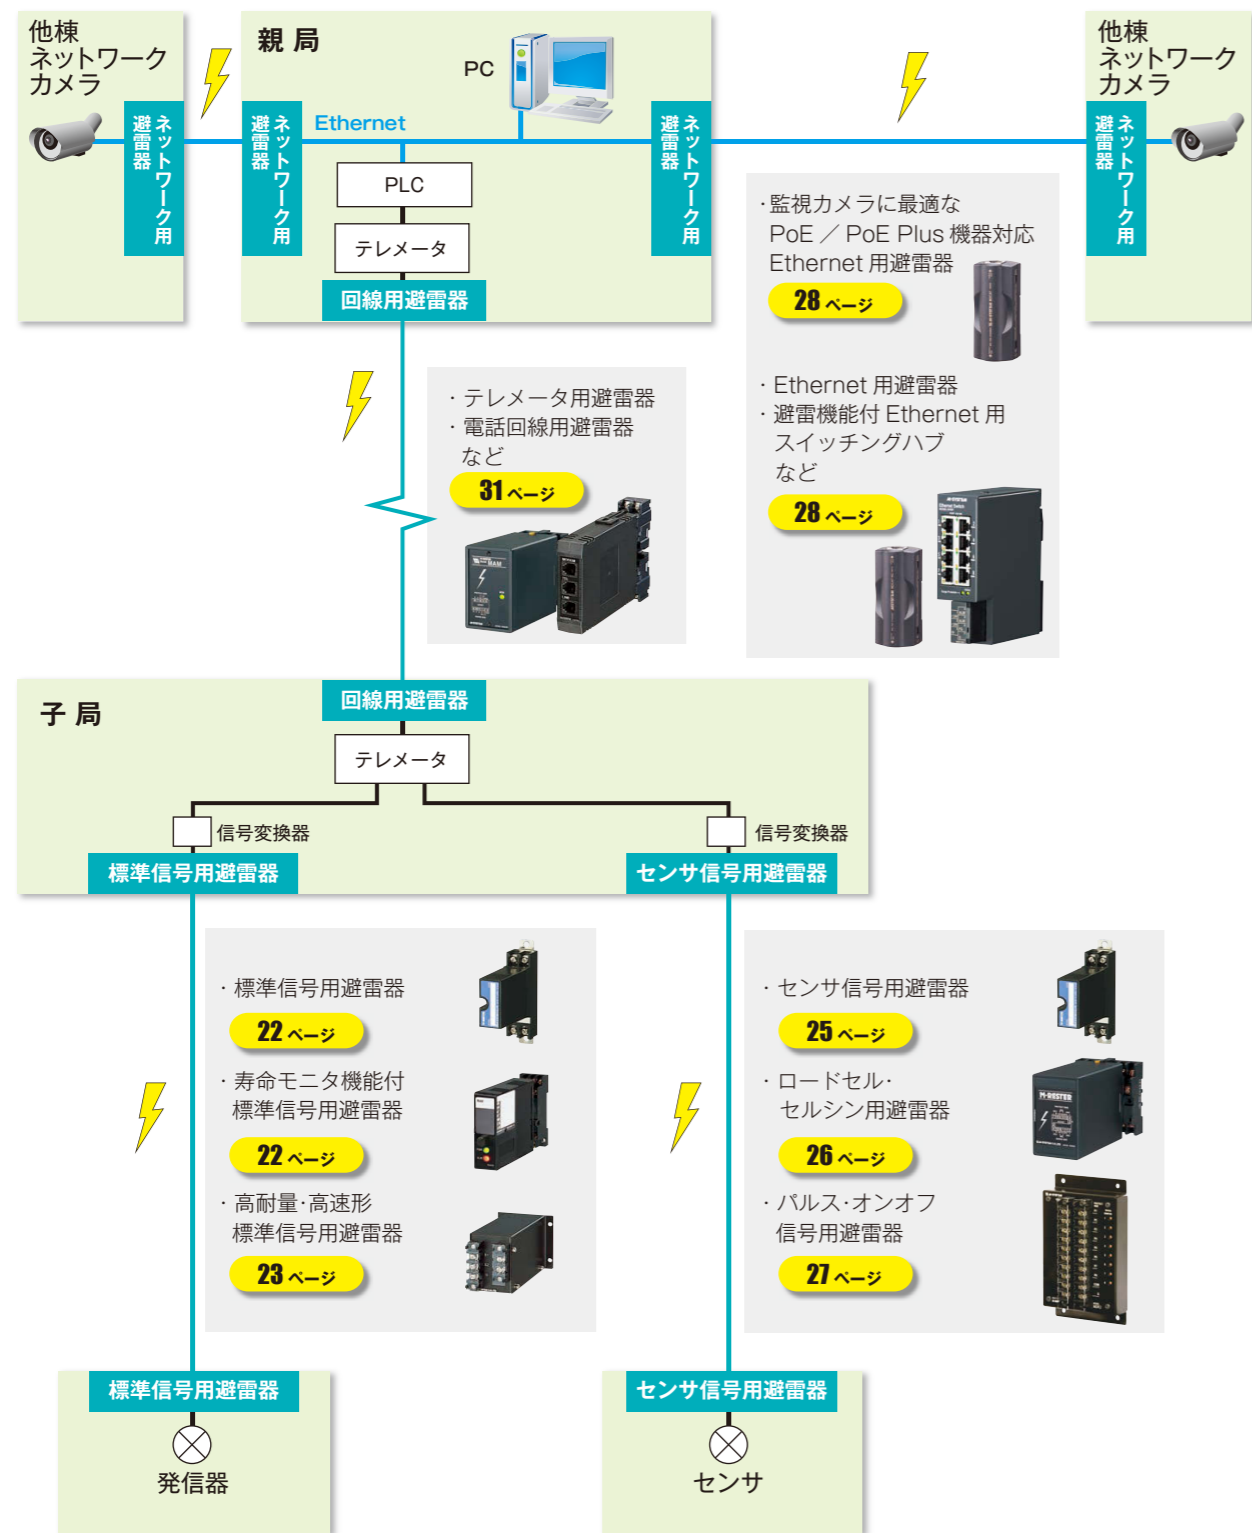 他棟
ネットワーク
カメラ
ネットワーク用
避雷器
親 局
PC
ネットワーク用
避雷器
Ethernet
PLC
テレメータ
回線用避雷器
ネットワーク用
避雷器
他棟
ネットワーク
カメラ
ネットワーク用
避雷器
・監視カメラに最適な
PoE ／ PoE Plus 機器対応
Ethernet 用避雷器
28 ページ
・Ethernet 用避雷器
・避雷機能付 Ethernet 用
スイッチングハブ
など
28 ページ
・テレメータ用避雷器
・電話回線用避雷器
など
31 ページ
子 局
回線用避雷器
テレメータ
信号変換器
信号変換器
標準信号用避雷器
センサ信号用避雷器
・標準信号用避雷器
22 ページ
・寿命モニタ機能付
標準信号用避雷器
22 ページ
・高耐量・高速形
標準信号用避雷器
23 ページ
・センサ信号用避雷器
25 ページ
・ロードセル・
セルシン用避雷器
M-RESTER
26 ページ
・パルス・オンオフ
信号用避雷器
27 ページ
標準信号用避雷器
発信器
センサ信号用避雷器
センサ